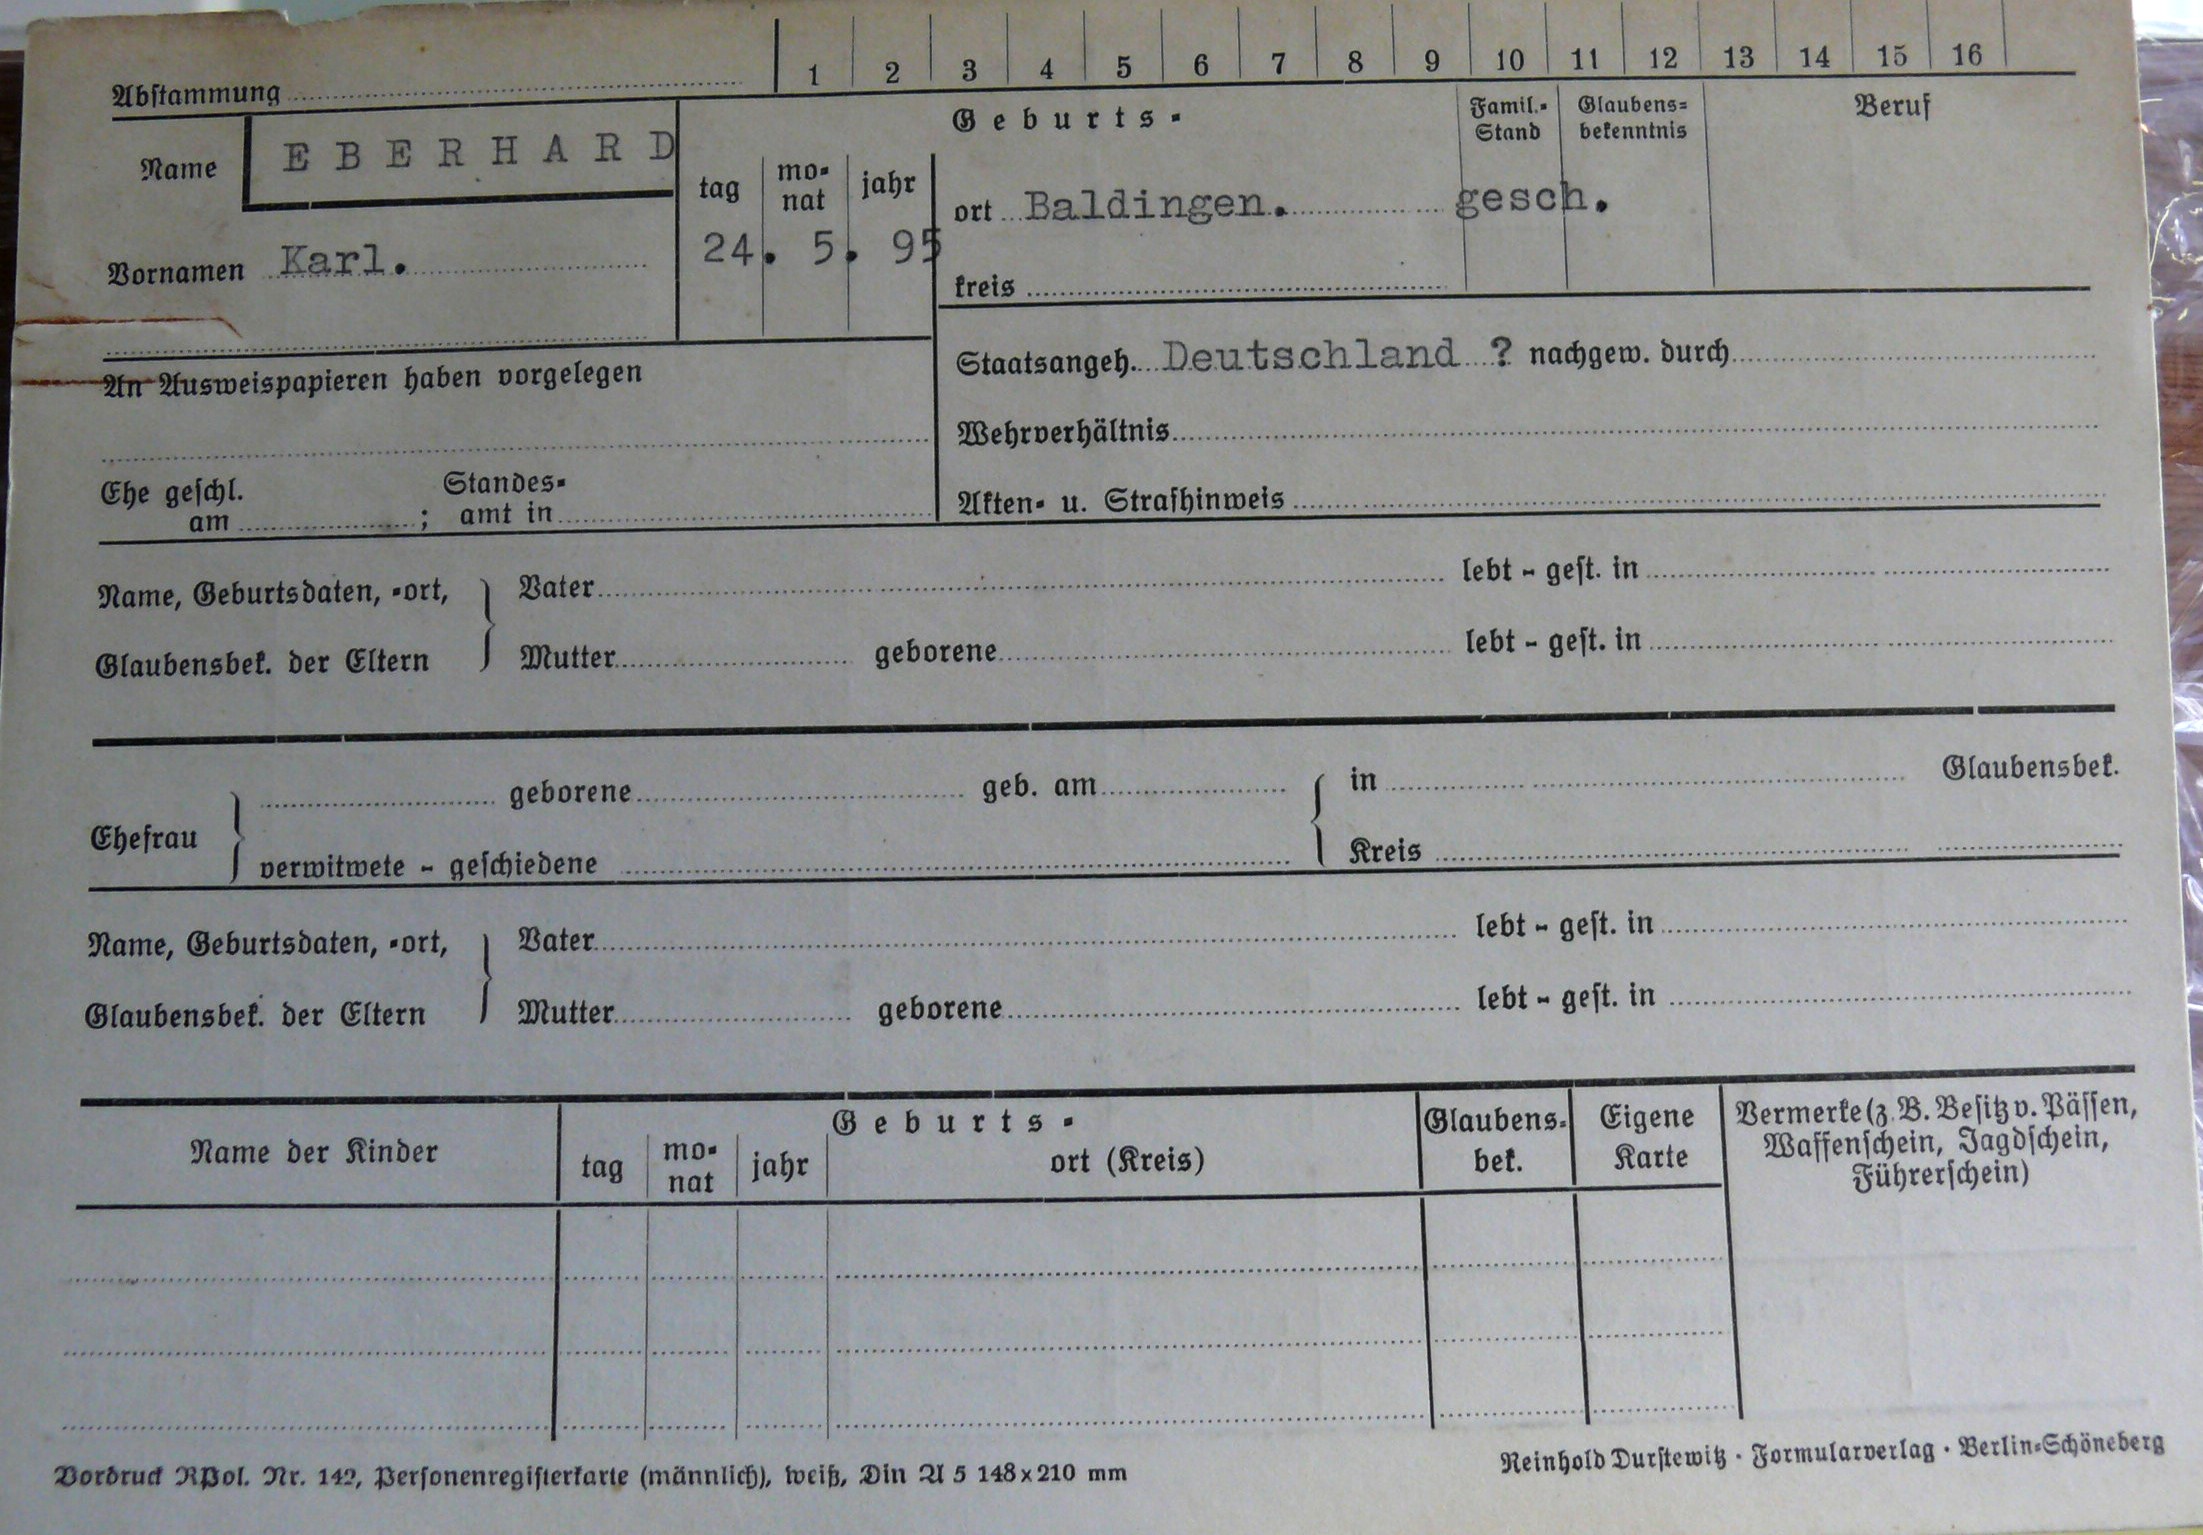 Abstammung 1 2 3 4 5 6 7 8 9 10 11 12 13 14 15 16
Name EBERHARD
Vornamen Karl.
Geburts-
tag monat jahr
24. 5. 95
ort Baldingen.
kreis
Famil.-Stand
gesch.
Glaubens-bekenntnis
Beruf
An Ausweispapieren haben vorgelegen
Staatsangeh. Deutschland ? nachgew. durch
Wehrverhältnis
Ehe geschl. am ; Standes-amt in
Akten- u. Strafhinweis
Name, Geburtsdaten, -ort,
Glaubensbek. der Eltern
Vater lebt - gest. in
Mutter geborene lebt - gest. in
Ehefrau geborene geb. am in Glaubensbek.
verwitwete - geschiedene Kreis
Name, Geburtsdaten, -ort,
Glaubensbek. der Eltern
Vater lebt - gest. in
Mutter geborene lebt - gest. in
Name der Kinder
Geburts-
tag mo-nat jahr ort (Kreis)
Glaubens-bek.
Eigene Karte
Vermerke (z. B. Besitz v. Pässen,
Waffenschein, Jagdschein,
Führerschein)
Vordruck RPol. Nr. 142, Personenregisterkarte (männlich), weiß, Din A 5 148x210 mm
Reinhold Durstewitz · Formularverlag · Berlin-Schöneberg